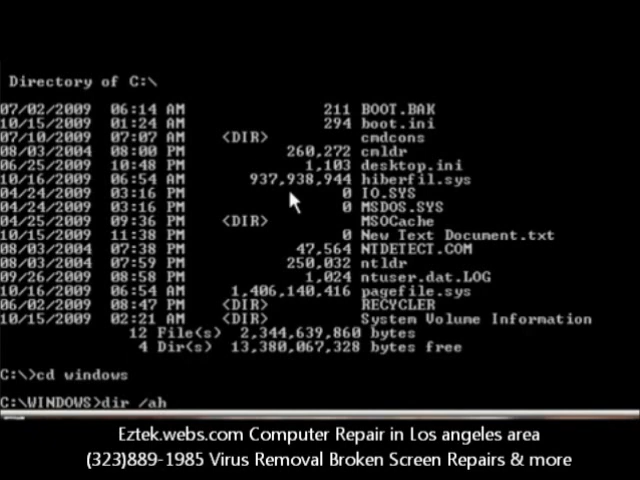 Directory of C:\
07/02/2009 06:14 AM 211 BOOT.BAK
10/15/2009 01:24 AM 294 boot.ini
07/10/2009 07:07 AM <DIR> cmdcons
08/03/2004 08:00 PM 260,272 cmldr
06/25/2009 10:48 PM 1,103 desktop.ini
10/16/2009 06:54 AM 937,938,944 hiberfil.sys
04/24/2009 03:16 PM 0 IO.SYS
04/24/2009 03:16 PM 0 MSDOS.SYS
04/25/2009 09:36 PM <DIR> MSOCache
10/15/2009 11:38 PM 0 New Text Document.txt
08/03/2004 07:38 PM 47,564 NTDETECT.COM
08/03/2004 07:59 PM 250,032 ntldr
09/26/2009 08:58 PM 1,024 ntuser.dat.LOG
10/16/2009 06:54 AM 1,406,140,416 pagefile.sys
06/02/2009 08:47 PM <DIR> RECYCLER
10/15/2009 02:21 AM <DIR> System Volume Information
12 File(s) 2,344,639,860 bytes
4 Dir(s) 13,380,067,328 bytes free
C:\>cd windows
C:\WINDOWS>dir /ah
Eztek.webs.com Computer Repair in Los angeles area
(323)889-1985 Virus Removal Broken Screen Repairs & more